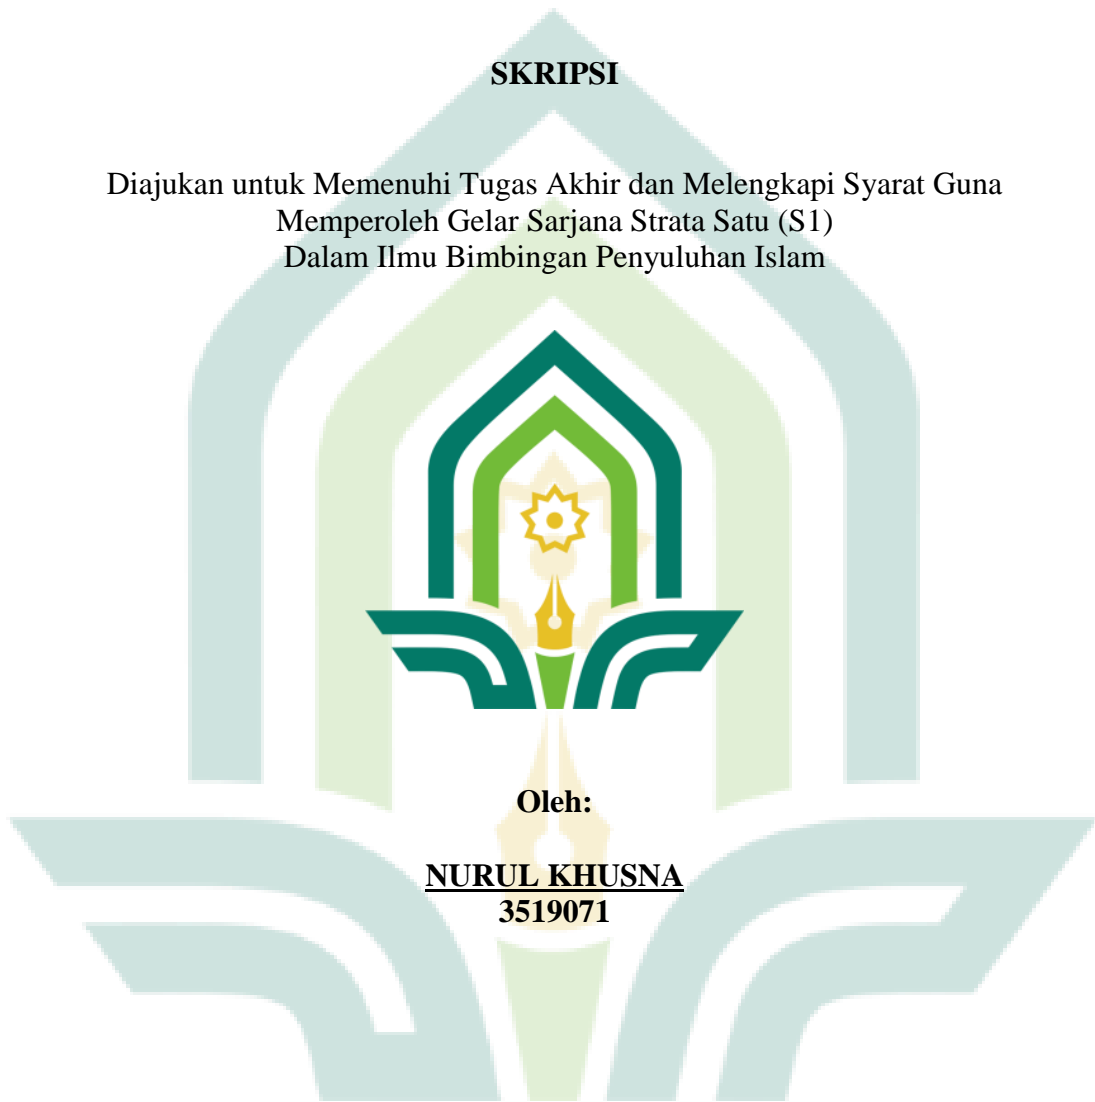 SKRIPSI
Diajukan untuk Memenuhi Tugas Akhir dan Melengkapi Syarat Guna
Memperoleh Gelar Sarjana Strata Satu (S1)
Dalam Ilmu Bimbingan Penyuluhan Islam
Oleh:
NURUL KHUSNA
3519071